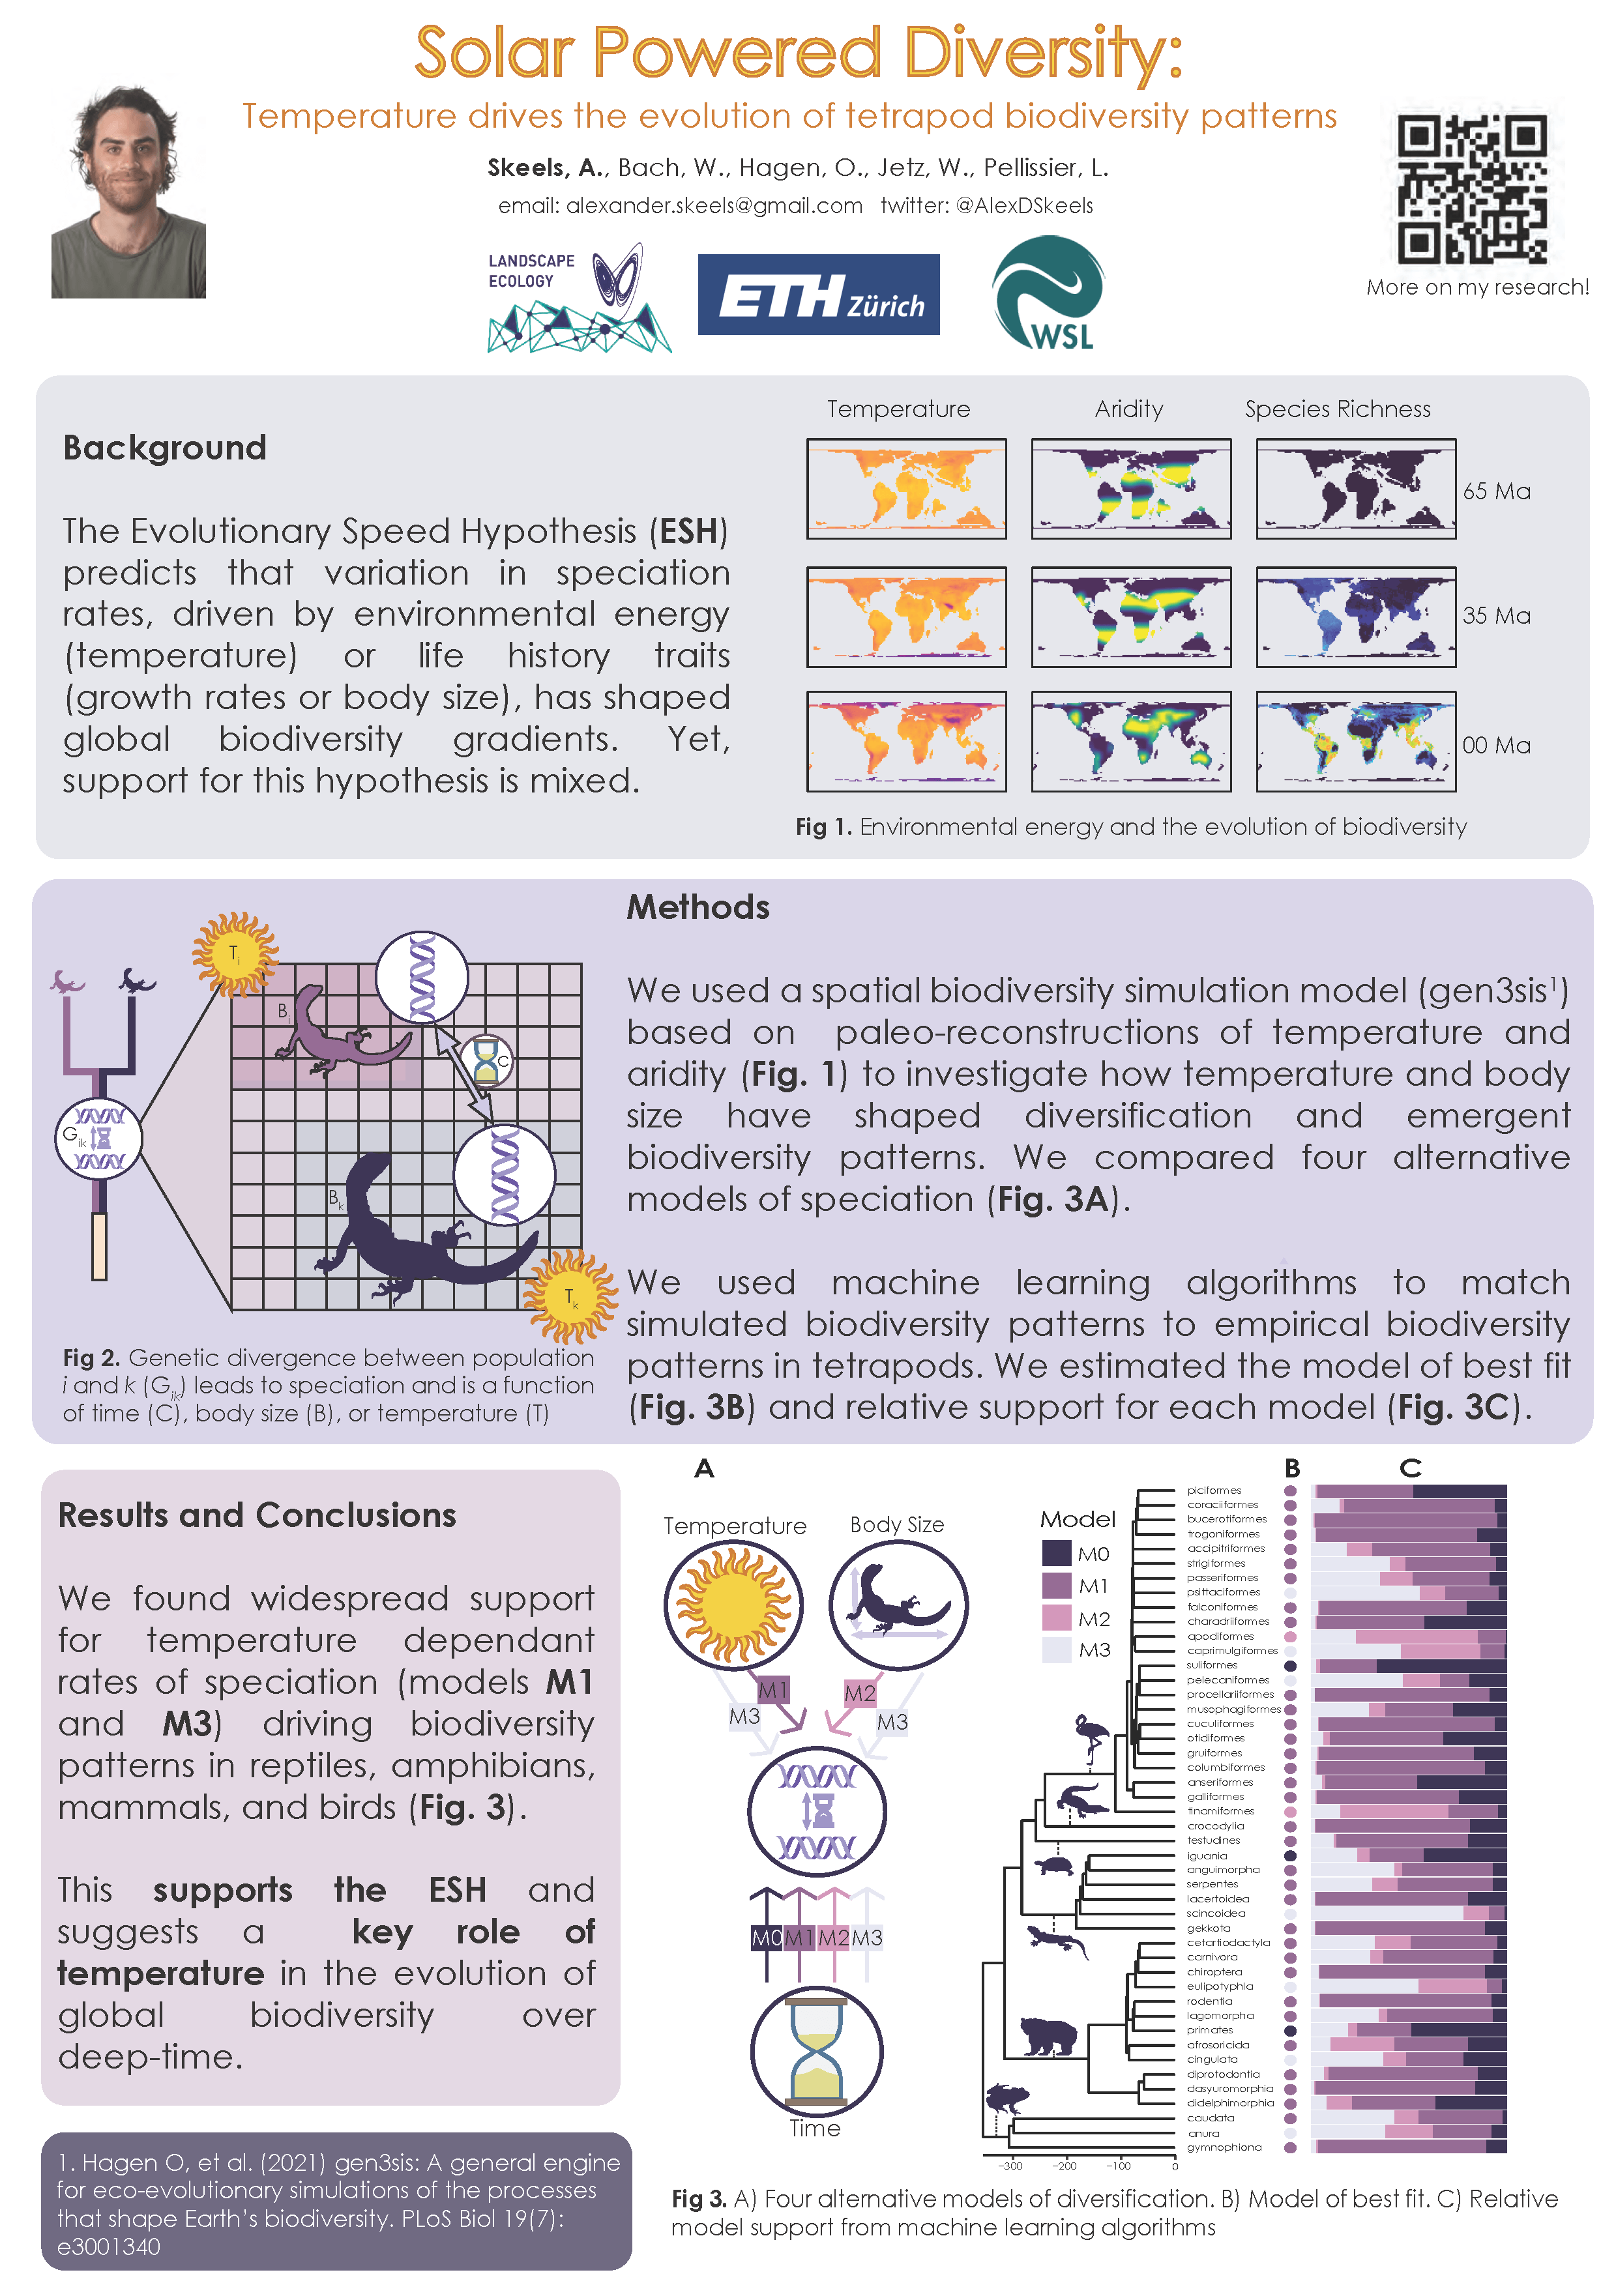 Solar Powered Diversity:
Temperature drives the evolution of tetrapod biodiversity patterns
Skeels, A., Bach, W., Hagen, O., Jetz, W., Pellissier, L.
email: alexander.skeels@gmail.com twitter: @AlexDSkeels
LANDSCAPE
ECOLOGY
ETH Zürich
WSL
More on my research!
Background
The Evolutionary Speed Hypothesis (ESH)
predicts that variation in speciation
rates, driven by environmental energy
(temperature) or life history traits
(growth rates or body size), has shaped
global biodiversity gradients. Yet,
support for this hypothesis is mixed.
Temperature Aridity Species Richness
65 Ma
35 Ma
00 Ma
Fig 1. Environmental energy and the evolution of biodiversity
Ti
Bi
C
Gik
Bk
Tk
Fig 2. Genetic divergence between population
i and k (Gik) leads to speciation and is a function
of time (C), body size (B), or temperature (T)
Methods
We used a spatial biodiversity simulation model (gen3sis¹)
based on paleo-reconstructions of temperature and
aridity (Fig. 1) to investigate how temperature and body
size have shaped diversification and emergent
biodiversity patterns. We compared four alternative
models of speciation (Fig. 3A).
We used machine learning algorithms to match
simulated biodiversity patterns to empirical biodiversity
patterns in tetrapods. We estimated the model of best fit
(Fig. 3B) and relative support for each model (Fig. 3C).
Results and Conclusions
We found widespread support
for temperature dependant
rates of speciation (models M1
and M3) driving biodiversity
patterns in reptiles, amphibians,
mammals, and birds (Fig. 3).
This supports the ESH and
suggests a key role of
temperature in the evolution of
global biodiversity over
deep-time.
1. Hagen O, et al. (2021) gen3sis: A general engine
for eco-evolutionary simulations of the processes
that shape Earth's biodiversity. PLoS Biol 19(7):
e3001340
A
Temperature Body Size
M1 M2
M3 M3
M0 M1 M2 M3
Time
Model
M0
M1
M2
M3
B C
piciformes
coraciiformes
bucerotiformes
trogoniformes
accipitriformes
strigiformes
passeriformes
psittaciformes
falconiformes
charadriiformes
apodiformes
caprimulgiformes
suliformes
pelecaniformes
procellariiformes
musophagiformes
cuculiformes
otidiformes
gruiformes
columbiformes
anseriformes
galliformes
tinamiformes
crocodylia
testudines
iguania
anguimorpha
serpentes
lacertoidea
scincoidea
gekkota
cetartiodactyla
carnivora
chiroptera
eulipotyphla
rodentia
lagomorpha
primates
afrosoricida
cingulata
diprotodontia
dasyuromorphia
didelphimorphia
caudata
anura
gymnophiona
−300 −200 −100 0
Fig 3. A) Four alternative models of diversification. B) Model of best fit. C) Relative
model support from machine learning algorithms